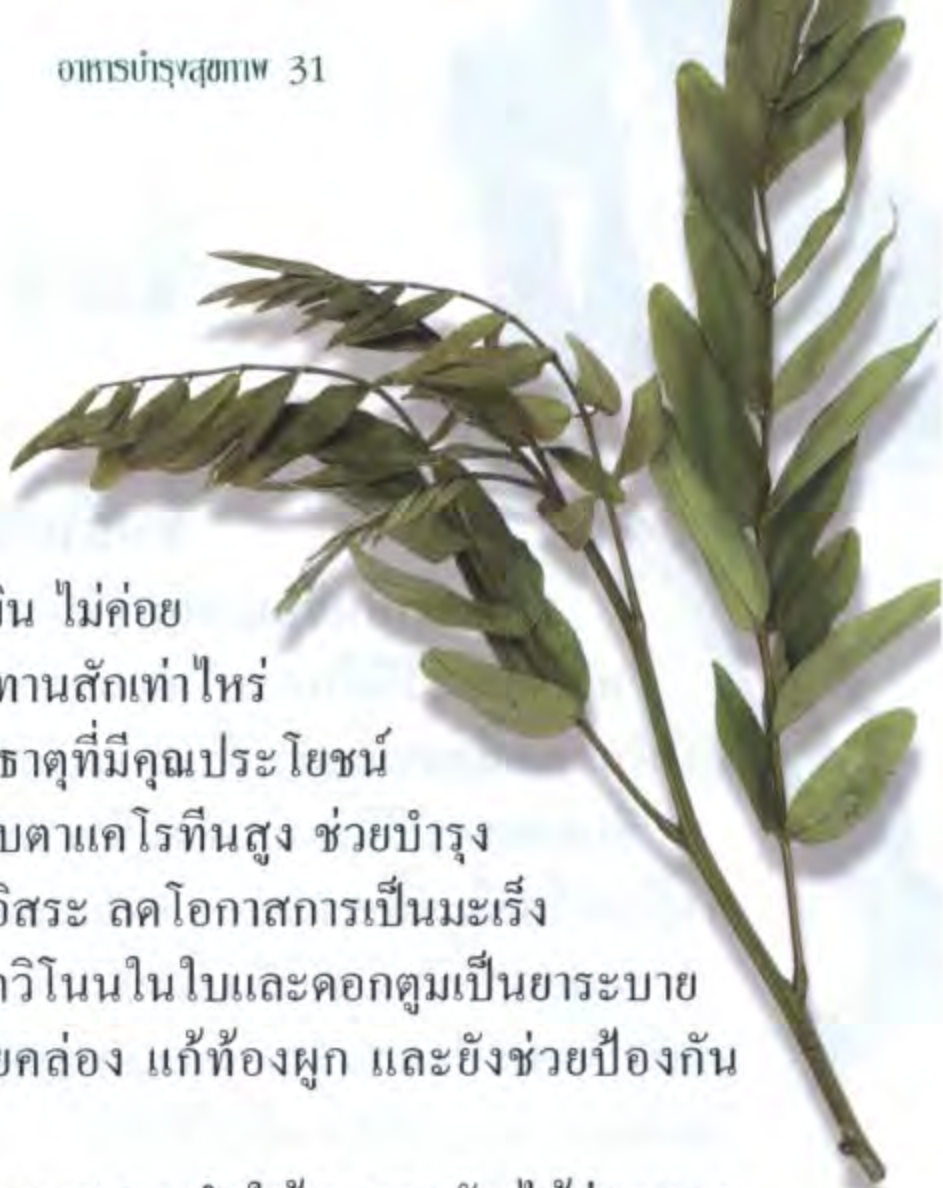 อาหารบำรุงสุขภาพ 31
ไม่ค่อย
ทานสักเท่าไหร่
ธาตุที่มีคุณประโยชน์
บตาแคโรทีนสูง ช่วยบำรุง
อิสระ ลดโอกาสการเป็นมะเร็ง
าวิโนนในใบและดอกตูมเป็นยาระบาย
ยคล่อง แก้ท้องผูก และยังช่วยป้องกัน